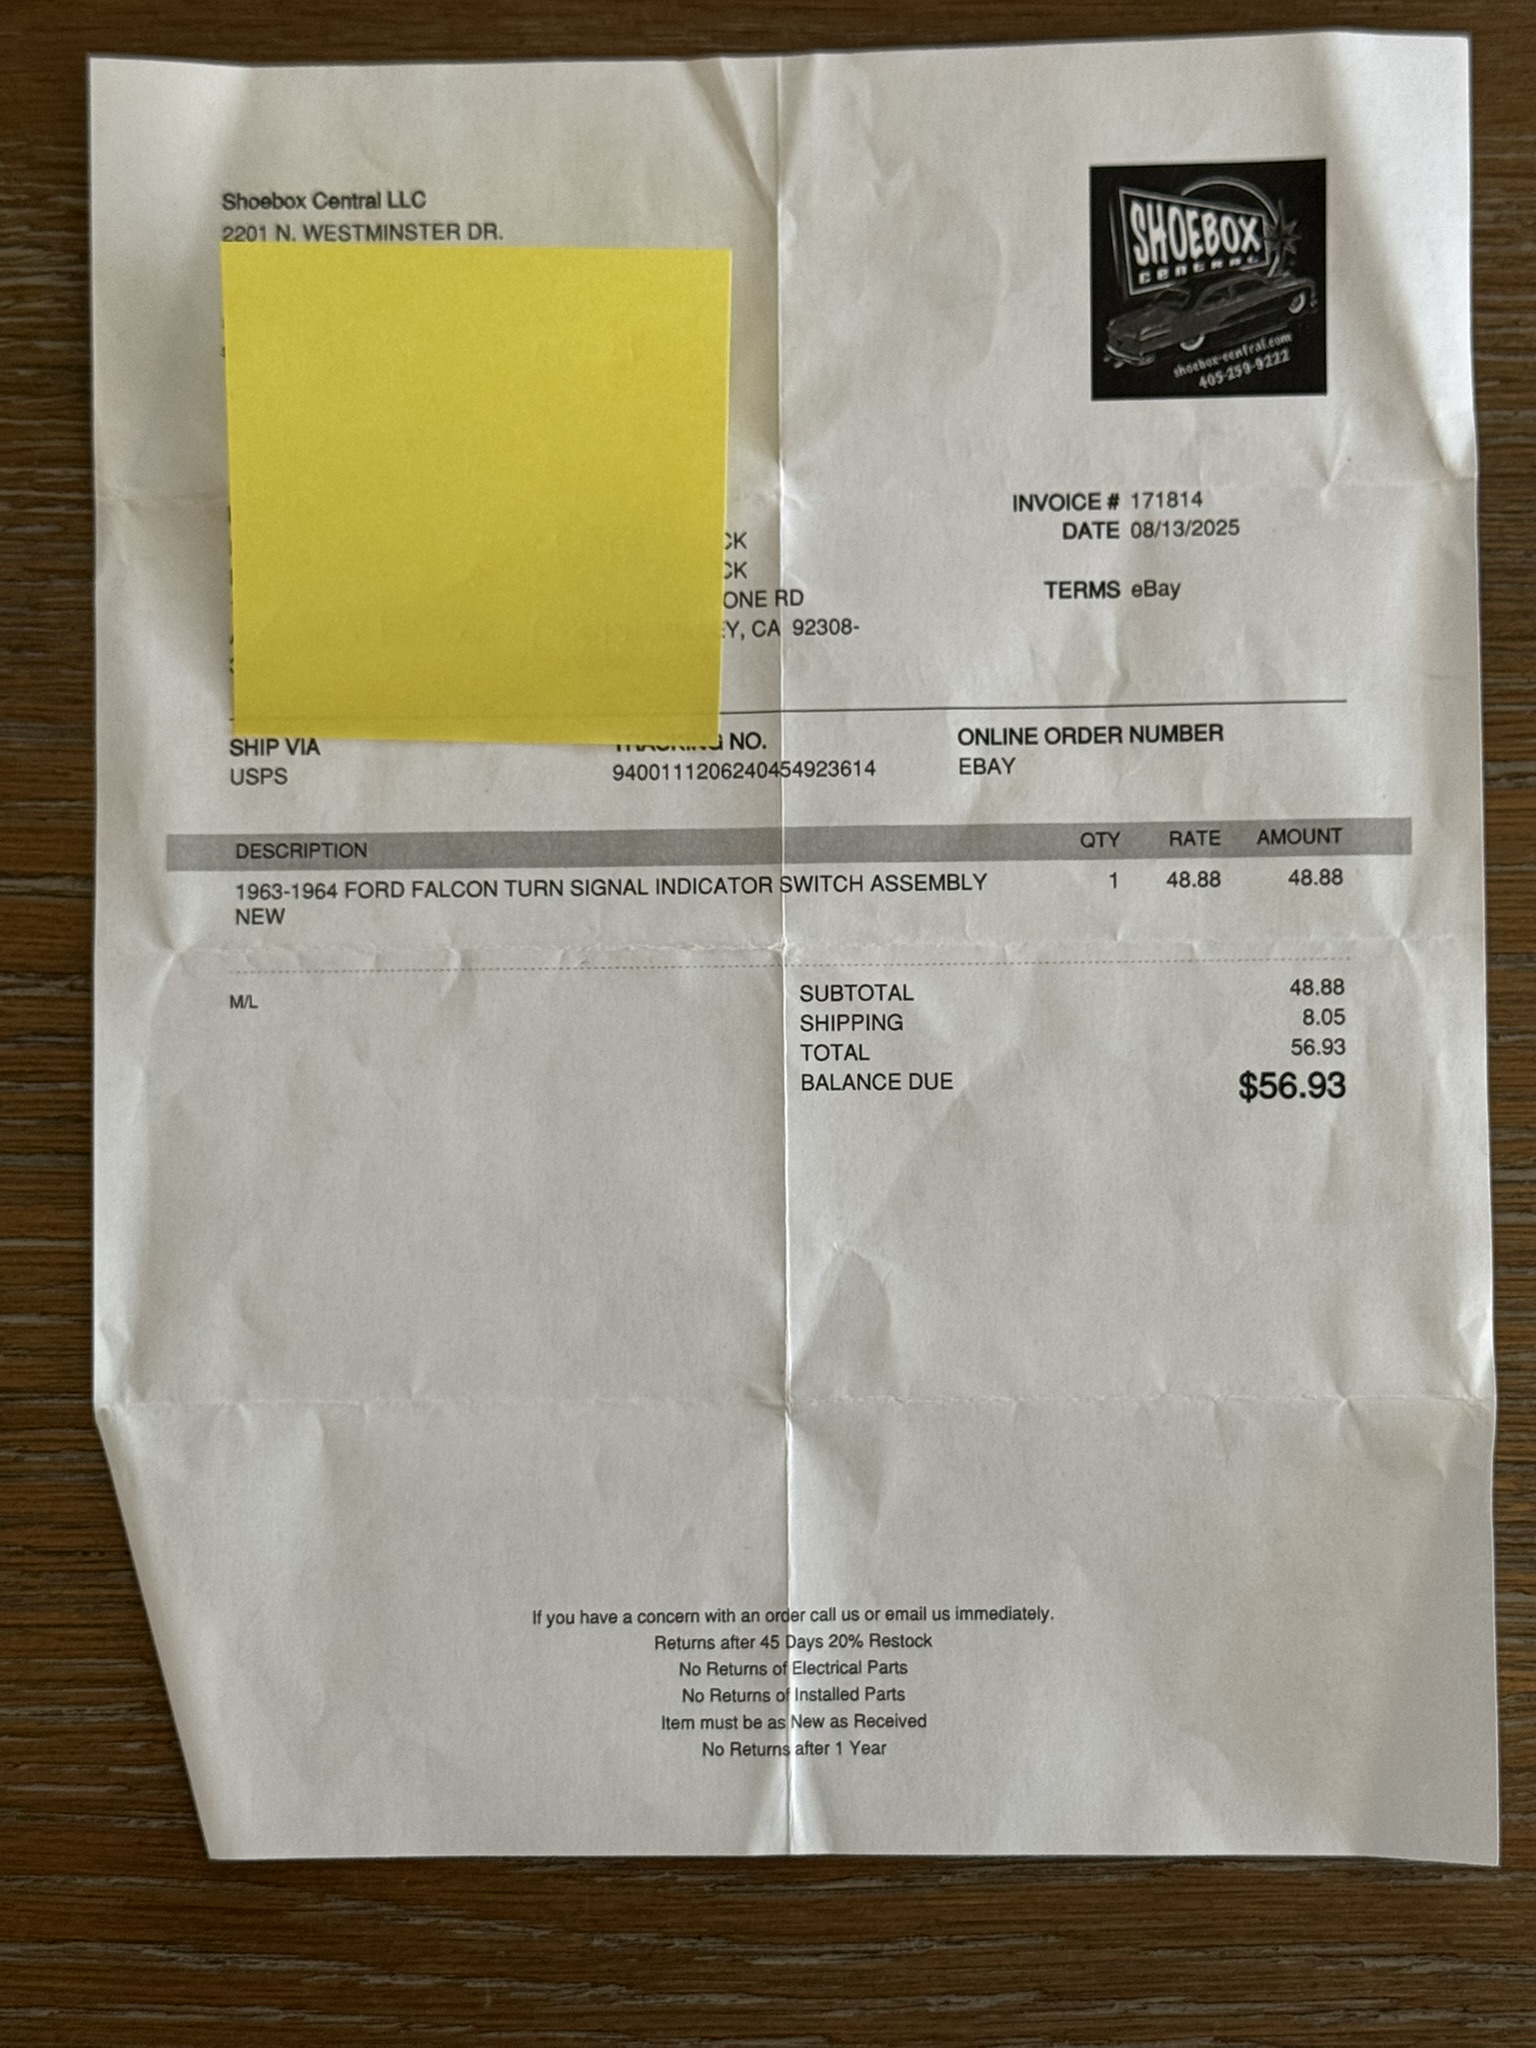 Shoebox Central LLC
2201 N. WESTMINSTER DR.
SHOEBOX
CENTRAL
shoebox-central.com
405-259-9222
INVOICE # 171814
DATE 08/13/2025
TERMS eBay
CK
CK
ONE RD
EY, CA 92308-
SHIP VIA
USPS
TRACKING NO.
9400111206240454923614
ONLINE ORDER NUMBER
EBAY
DESCRIPTION QTY RATE AMOUNT
1963-1964 FORD FALCON TURN SIGNAL INDICATOR SWITCH ASSEMBLY 1 48.88 48.88
NEW
M/L
SUBTOTAL 48.88
SHIPPING 8.05
TOTAL 56.93
BALANCE DUE $56.93
If you have a concern with an order call us or email us immediately.
Returns after 45 Days 20% Restock
No Returns of Electrical Parts
No Returns of Installed Parts
Item must be as New as Received
No Returns after 1 Year